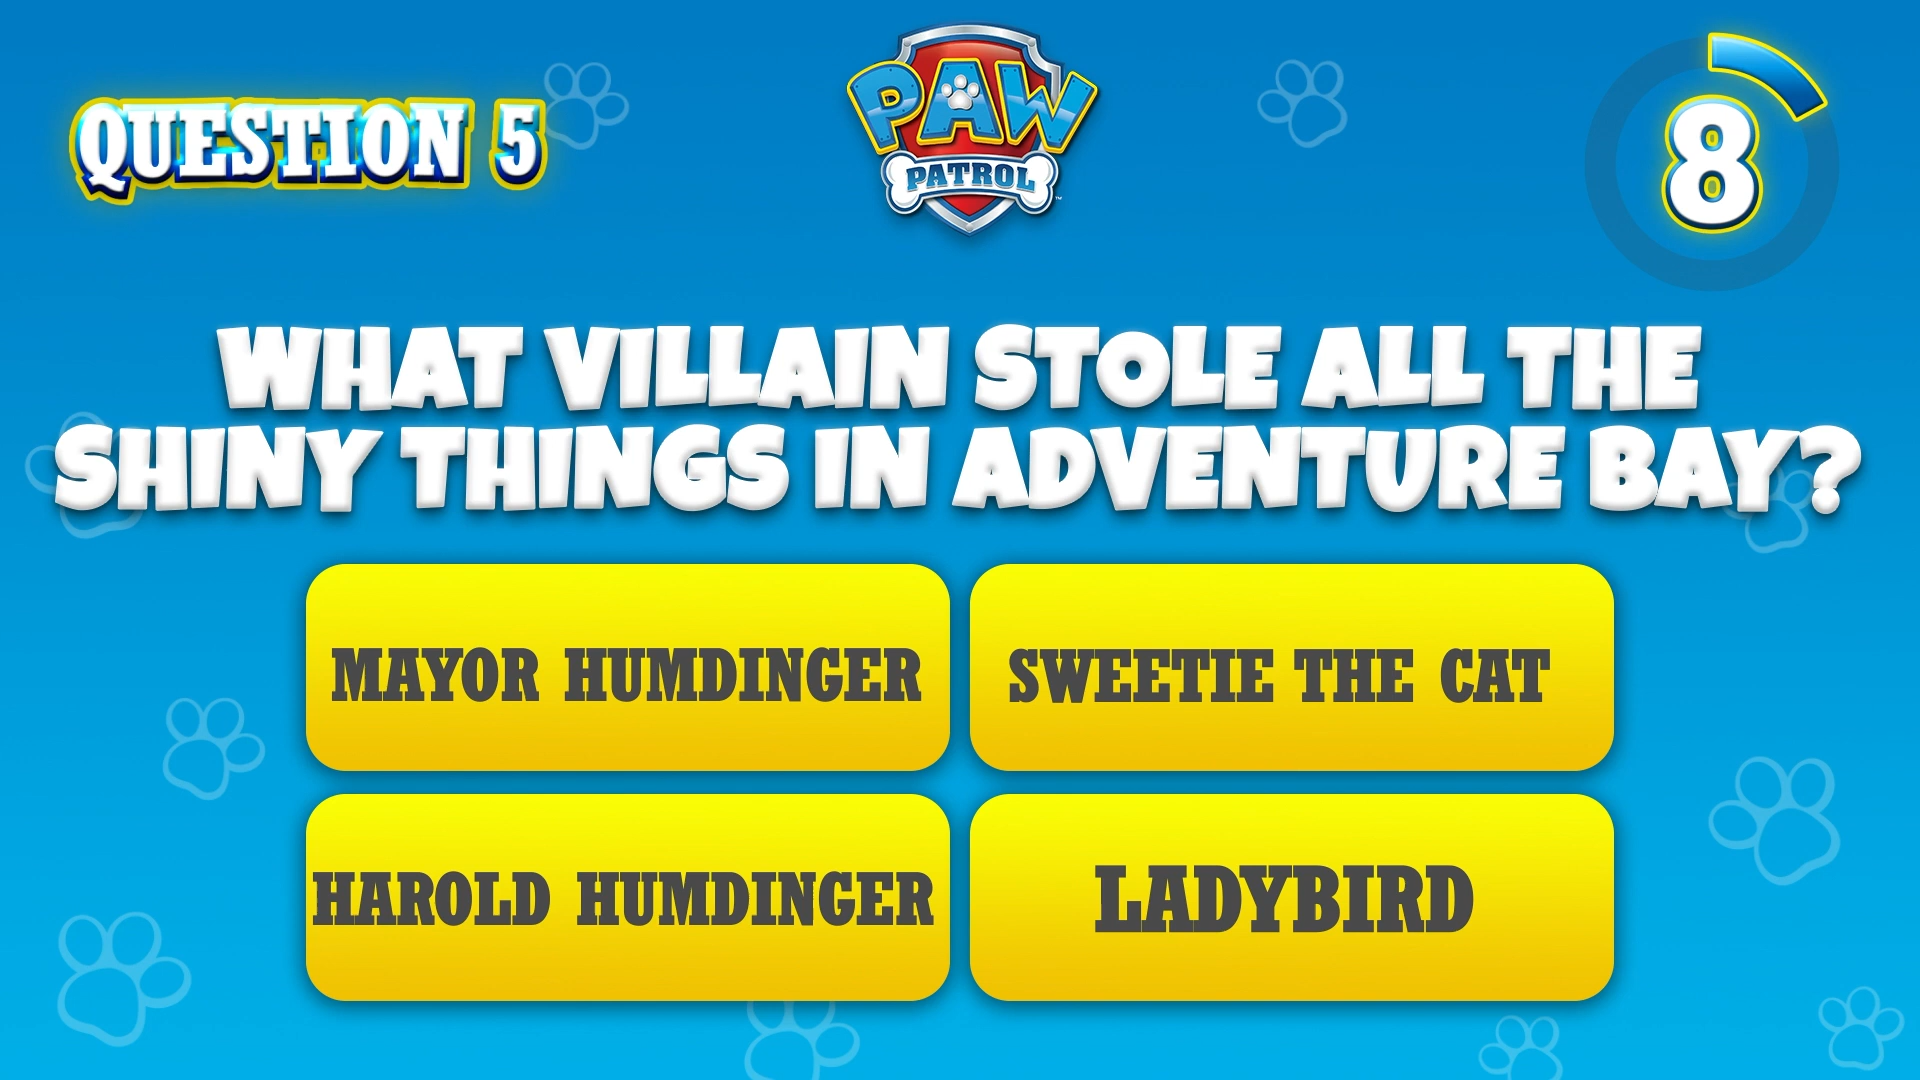 QUESTION 5
PAW
PATROL
8
WHAT VILLAIN STOLE ALL THE
SHINY THINGS IN ADVENTURE BAY?
MAYOR HUMDINGER
SWEETIE THE CAT
HAROLD HUMDINGER
LADYBIRD